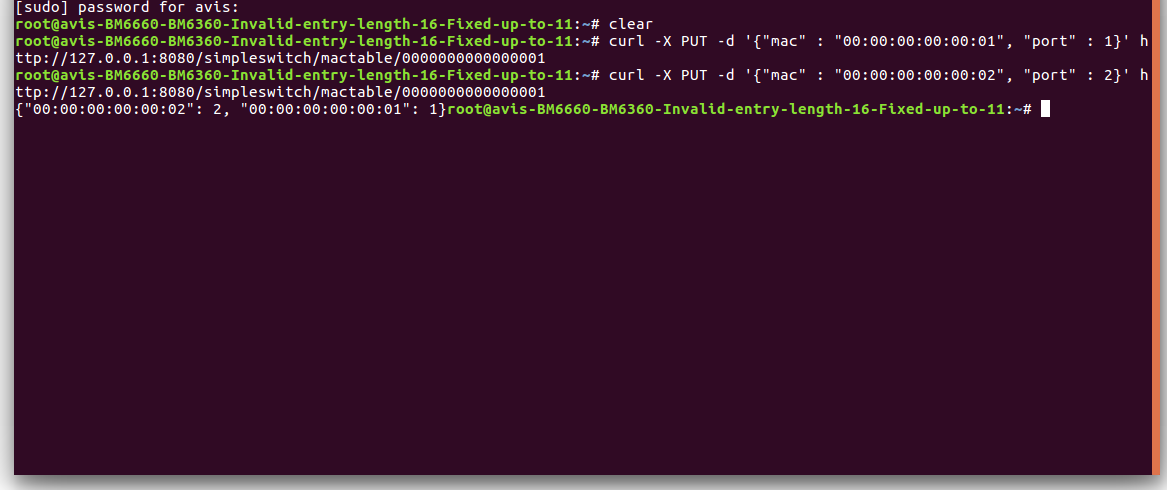 [sudo] password for avis:
root@avis-BM6660-BM6360-Invalid-entry-length-16-Fixed-up-to-11:~# clear
root@avis-BM6660-BM6360-Invalid-entry-length-16-Fixed-up-to-11:~# curl -X PUT -d '{"mac" : "00:00:00:00:00:01", "port" : 1}' h
ttp://127.0.0.1:8080/simpleswitch/mactable/0000000000000001
root@avis-BM6660-BM6360-Invalid-entry-length-16-Fixed-up-to-11:~# curl -X PUT -d '{"mac" : "00:00:00:00:00:02", "port" : 2}' h
ttp://127.0.0.1:8080/simpleswitch/mactable/0000000000000001
{"00:00:00:00:00:02": 2, "00:00:00:00:00:01": 1}root@avis-BM6660-BM6360-Invalid-entry-length-16-Fixed-up-to-11:~#